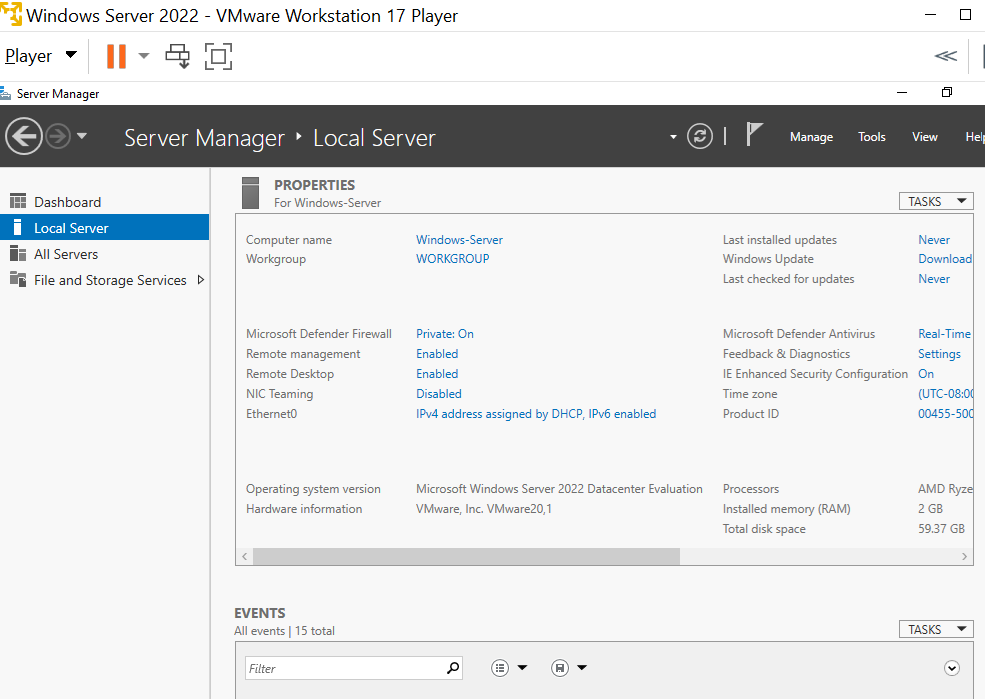 Windows Server 2022 - VMware Workstation 17 Player
Player
Server Manager
Server Manager Local Server
Manage Tools View Help
Dashboard
Local Server
All Servers
File and Storage Services
PROPERTIES
For Windows-Server
TASKS
Computer name Windows-Server Last installed updates Never
Workgroup WORKGROUP Windows Update Download
Last checked for updates Never
Microsoft Defender Firewall Private: On Microsoft Defender Antivirus Real-Time
Remote management Enabled Feedback & Diagnostics Settings
Remote Desktop Enabled IE Enhanced Security Configuration On
NIC Teaming Disabled Time zone (UTC-08:00
Ethernet0 IPv4 address assigned by DHCP, IPv6 enabled Product ID 00455-500
Operating system version Microsoft Windows Server 2022 Datacenter Evaluation Processors AMD Ryze
Hardware information VMware, Inc. VMware20,1 Installed memory (RAM) 2 GB
Total disk space 59.37 GB
EVENTS
All events | 15 total
TASKS
Filter